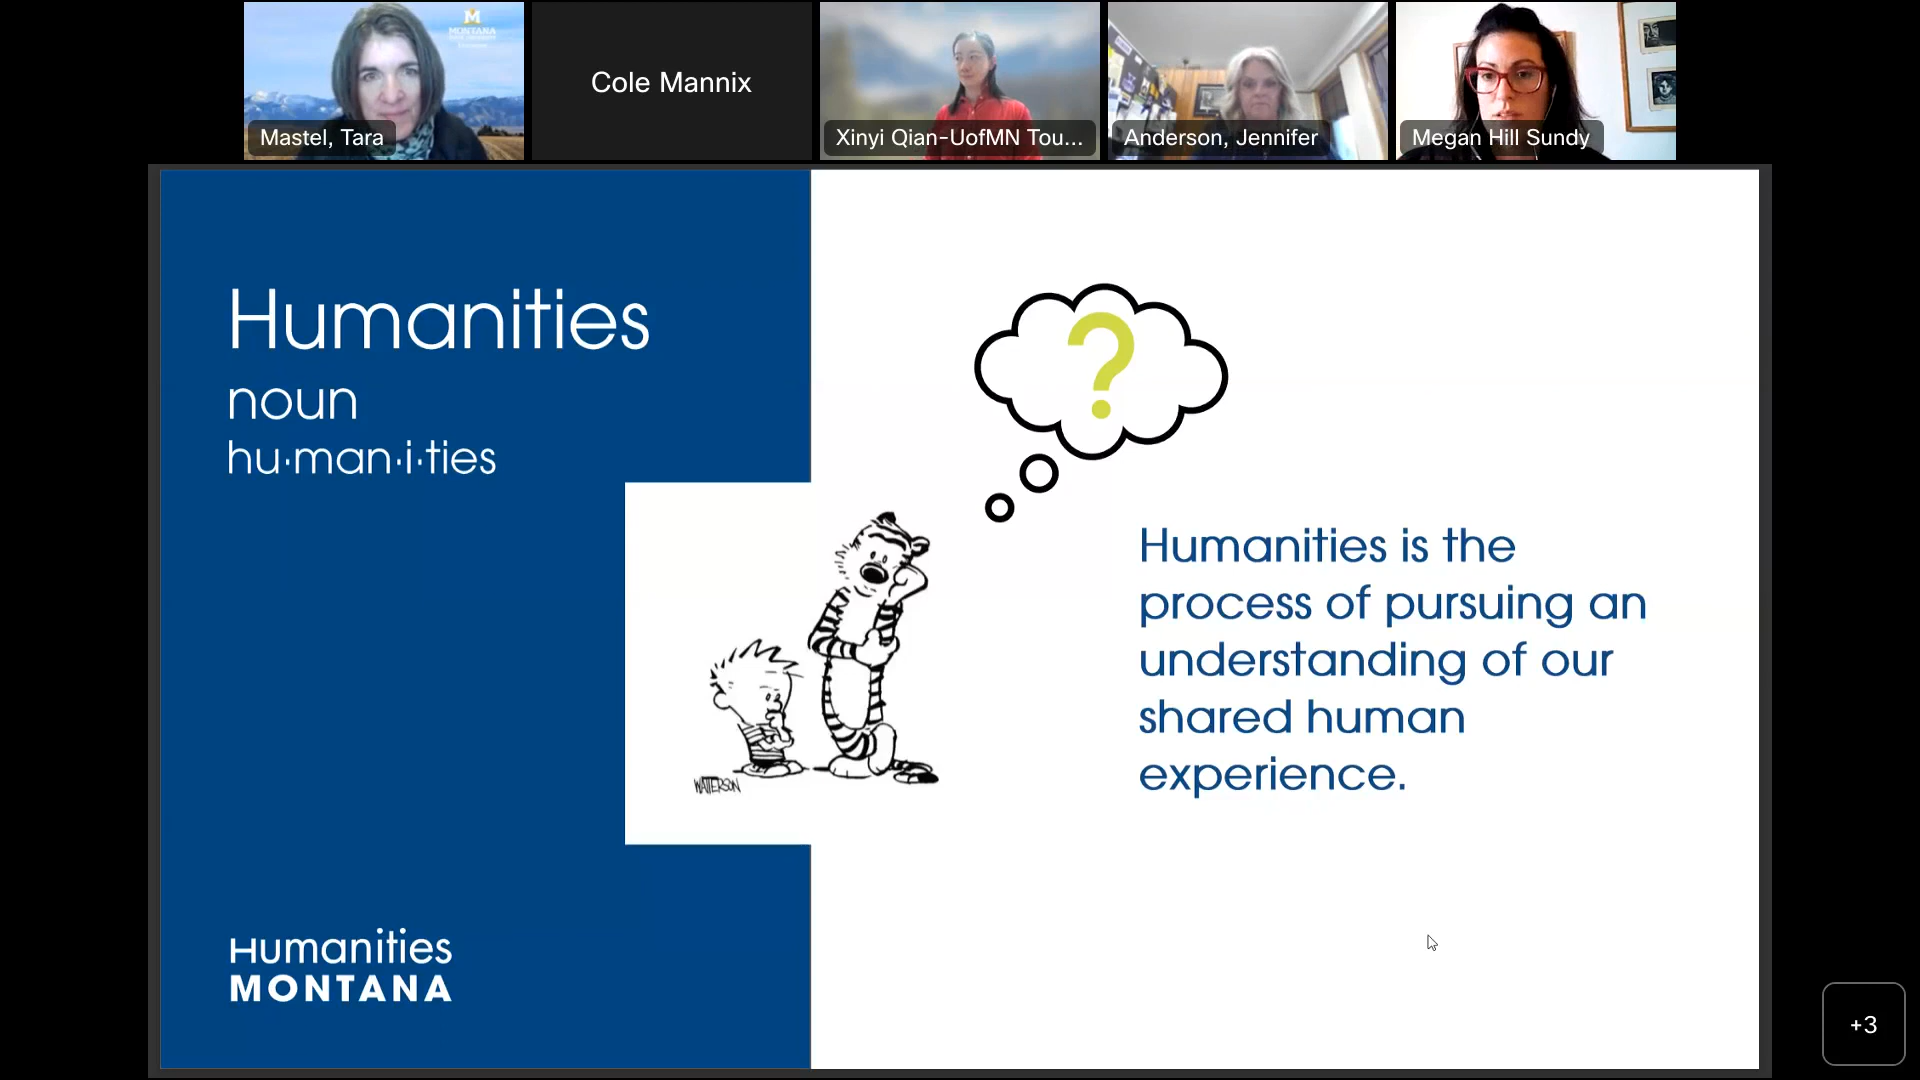 M
MONTANA
Mastel, Tara
Cole Mannix
Xinyi Qian-UofMN Tou...
Anderson, Jennifer
Megan Hill Sundy
Humanities
noun
hu·man·i·ties
?
Humanities is the
process of pursuing an
understanding of our
shared human
experience.
WATTERSON
Humanities
MONTANA
+3